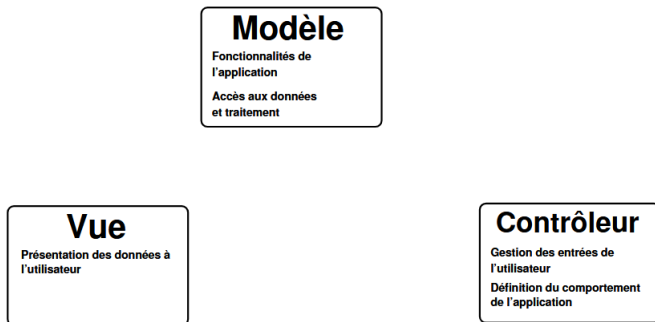 Modèle
Fonctionnalités de
l'application
Accès aux données
et traitement
Vue
Présentation des données à
l'utilisateur
Contrôleur
Gestion des entrées de
l'utilisateur
Définition du comportement
de l'application